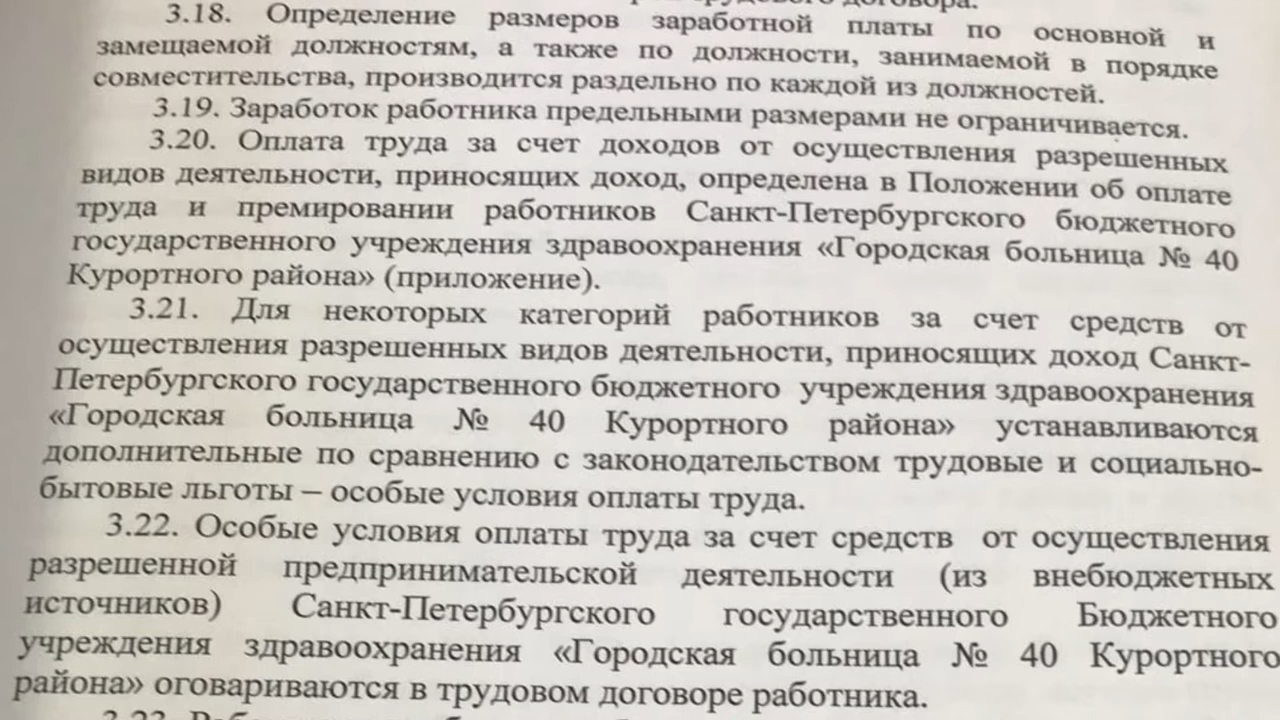 договора.
3.18. Определение размеров заработной платы по основной и
замещаемой должностям, а также по должности, занимаемой в порядке
совместительства, производится раздельно по каждой из должностей.
3.19. Заработок работника предельными размерами не ограничивается.
3.20. Оплата труда за счет доходов от осуществления разрешенных
видов деятельности, приносящих доход, определена в Положении об оплате
труда и премировании работников Санкт-Петербургского бюджетного
государственного учреждения здравоохранения «Городская больница № 40
Курортного района» (приложение).
3.21. Для некоторых категорий работников за счет средств от
осуществления разрешенных видов деятельности, приносящих доход Санкт-
Петербургского государственного бюджетного учреждения здравоохранения
«Городская больница № 40 Курортного района» устанавливаются
дополнительные по сравнению с законодательством трудовые и социально-
бытовые льготы – особые условия оплаты труда.
3.22. Особые условия оплаты труда за счет средств от осуществления
разрешенной предпринимательской деятельности (из внебюджетных
источников) Санкт-Петербургского государственного Бюджетного
учреждения здравоохранения «Городская больница № 40 Курортного
района» оговариваются в трудовом договоре работника.
3.23.